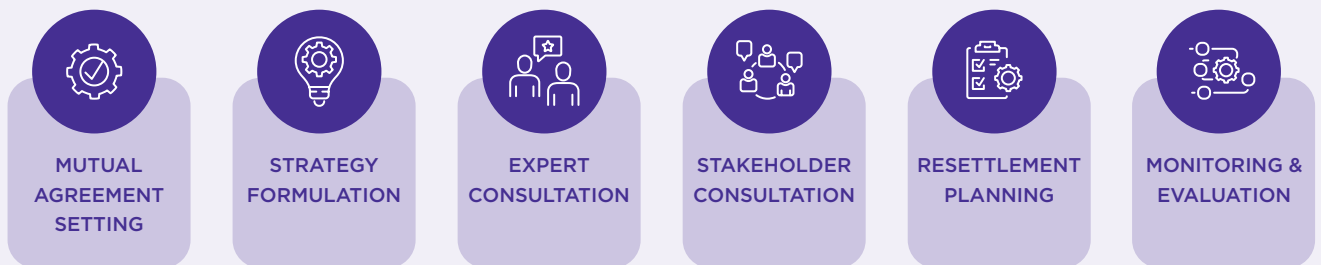 MUTUAL
AGREEMENT
SETTING
STRATEGY
FORMULATION
EXPERT
CONSULTATION
STAKEHOLDER
CONSULTATION
RESETTLEMENT
PLANNING
MONITORING &
EVALUATION